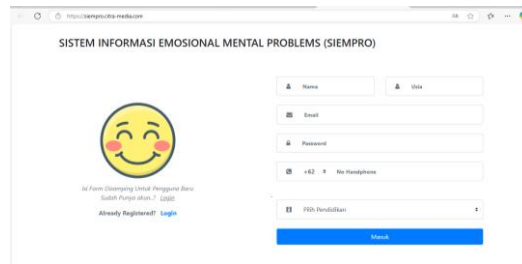 https://siempro.citra-media.com
SISTEM INFORMASI EMOSIONAL MENTAL PROBLEMS (SIEMPRO)
Nama
Usia
Email
Password
+62 No Handphone
Isi Form Disamping Untuk Pengguna Baru
Sudah Punya akun..? Login
Already Registered? Login
Pilih Pendidikan
Masuk